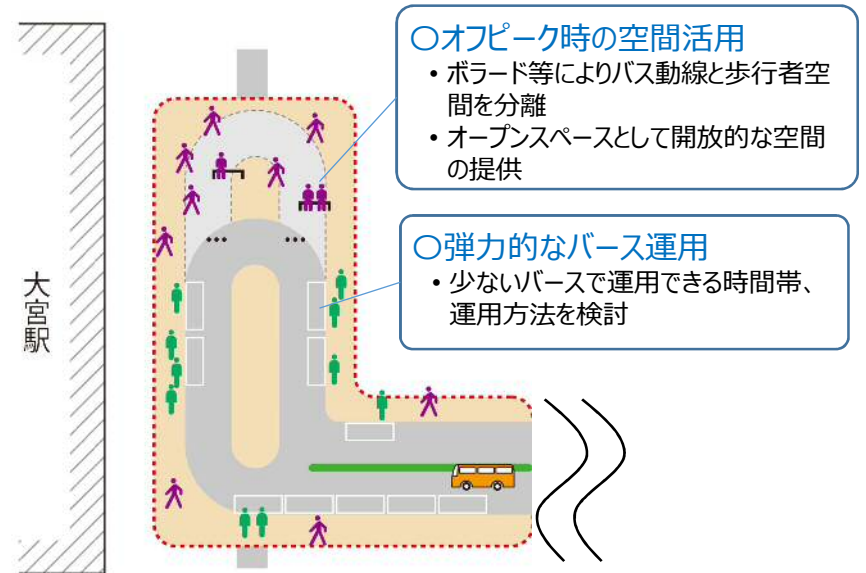 〇オフピーク時の空間活用
• ボラード等によりバス動線と歩行者空
間を分離
• オープンスペースとして開放的な空間
の提供
〇弾力的なバース運用
• 少ないバースで運用できる時間帯、
運用方法を検討
大宮駅